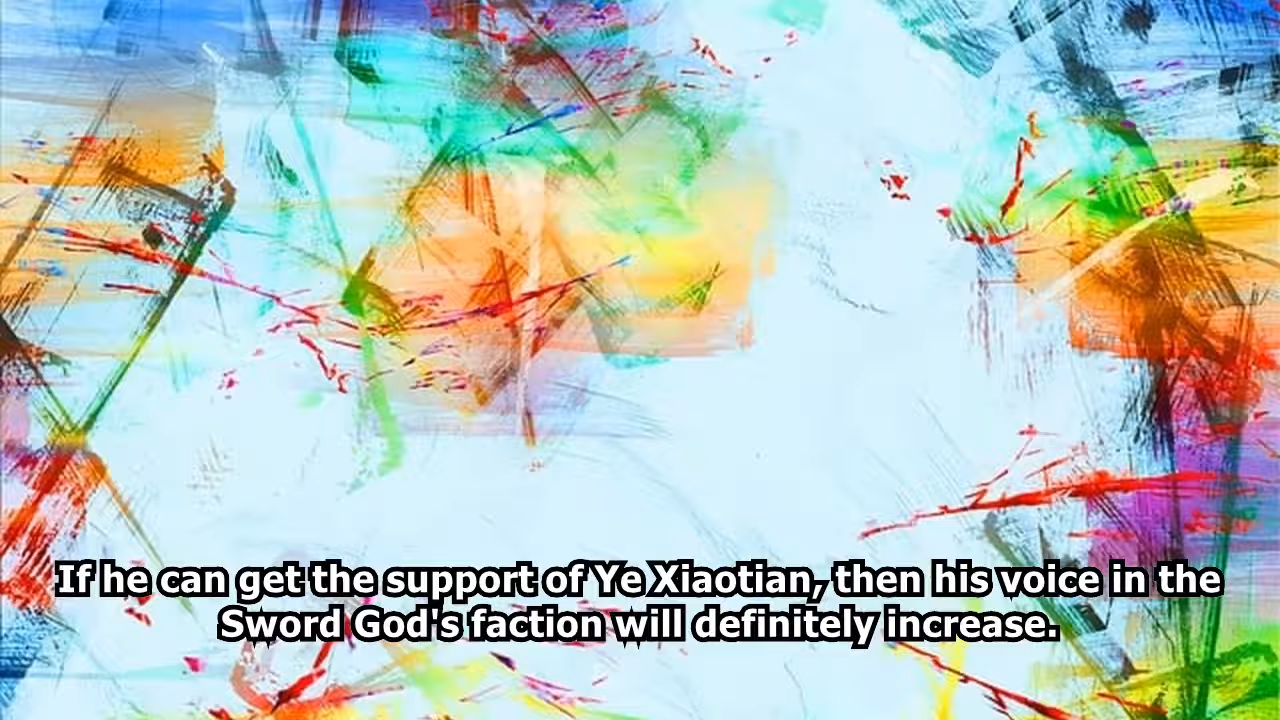 If he can get the support of Ye Xiaotian, then his voice in the
Sword God's faction will definitely increase.